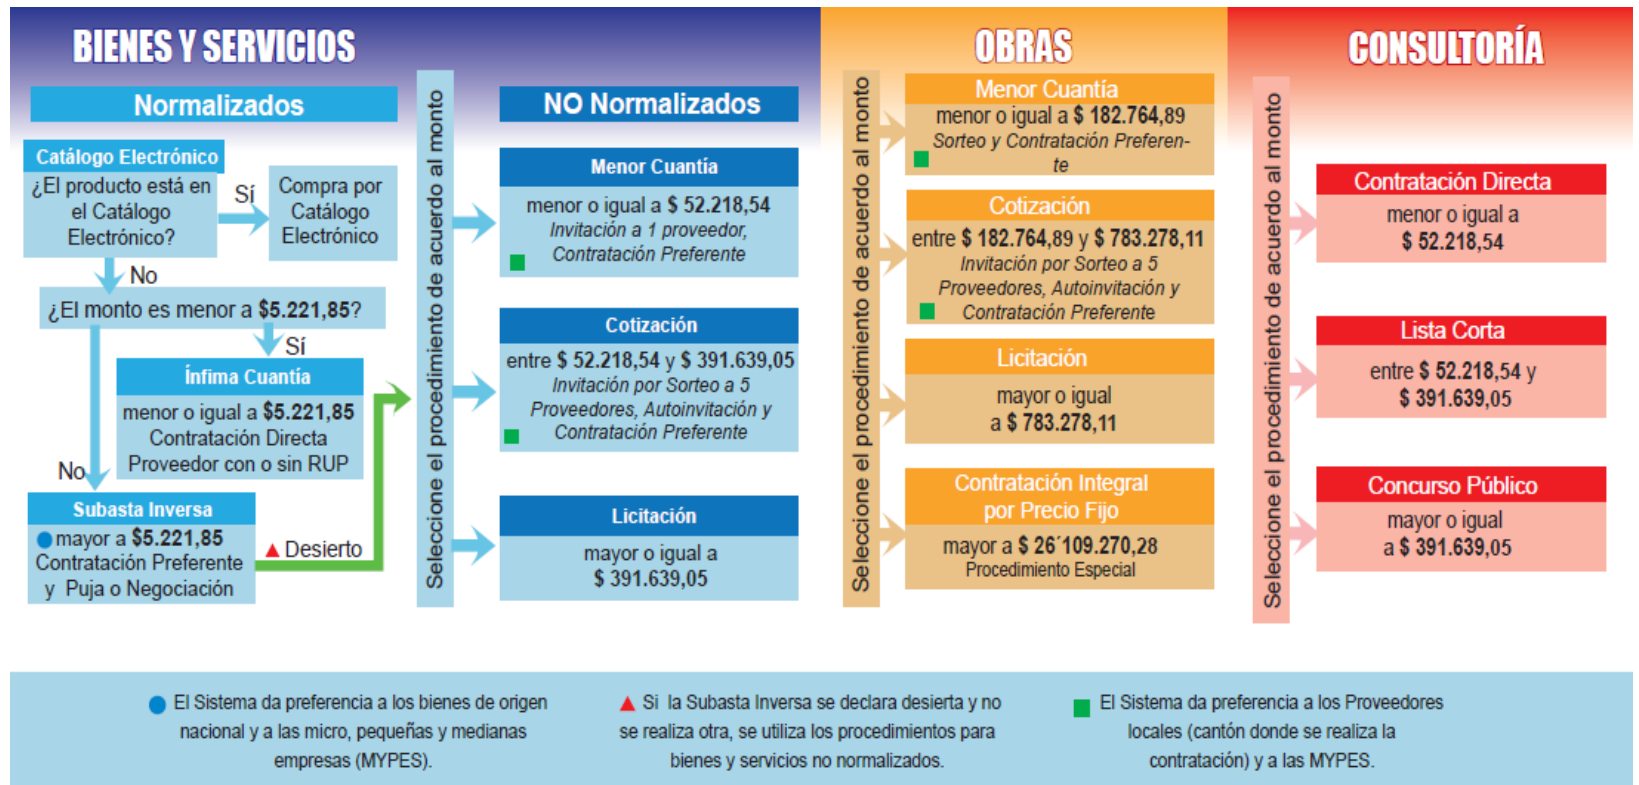 BIENES Y SERVICIOS
Normalizados
Catálogo Electrónico
¿El producto está en
el Catálogo
Electrónico?
Sí
Compra por
Catálogo
Electrónico
No
¿El monto es menor a $5.221,85?
Sí
Ínfima Cuantía
menor o igual a $5.221,85
Contratación Directa
Proveedor con o sin RUP
No
Subasta Inversa
mayor a $5.221,85
Contratación Preferente
y Puja o Negociación
Desierto
Seleccione el procedimiento de acuerdo al monto
NO Normalizados
Menor Cuantía
menor o igual a $ 52.218,54
Invitación a 1 proveedor,
Contratación Preferente
Cotización
entre $ 52.218,54 y $ 391.639,05
Invitación por Sorteo a 5
Proveedores, Autoinvitación y
Contratación Preferente
Licitación
mayor o igual a
$ 391.639,05
OBRAS
Seleccione el procedimiento de acuerdo al monto
Menor Cuantía
menor o igual a $ 182.764,89
Sorteo y Contratación Preferen-
te
Cotización
entre $ 182.764,89 y $ 783.278,11
Invitación por Sorteo a 5
Proveedores, Autoinvitación y
Contratación Preferente
Licitación
mayor o igual
a $ 783.278,11
Contratación Integral
por Precio Fijo
mayor a $ 26´109.270,28
Procedimiento Especial
CONSULTORÍA
Seleccione el procedimiento de acuerdo al monto
Contratación Directa
menor o igual a
$ 52.218,54
Lista Corta
entre $ 52.218,54 y
$ 391.639,05
Concurso Público
mayor o igual
a $ 391.639,05
El Sistema da preferencia a los bienes de origen
nacional y a las micro, pequeñas y medianas
empresas (MYPES).
Si la Subasta Inversa se declara desierta y no
se realiza otra, se utiliza los procedimientos para
bienes y servicios no normalizados.
El Sistema da preferencia a los Proveedores
locales (cantón donde se realiza la
contratación) y a las MYPES.